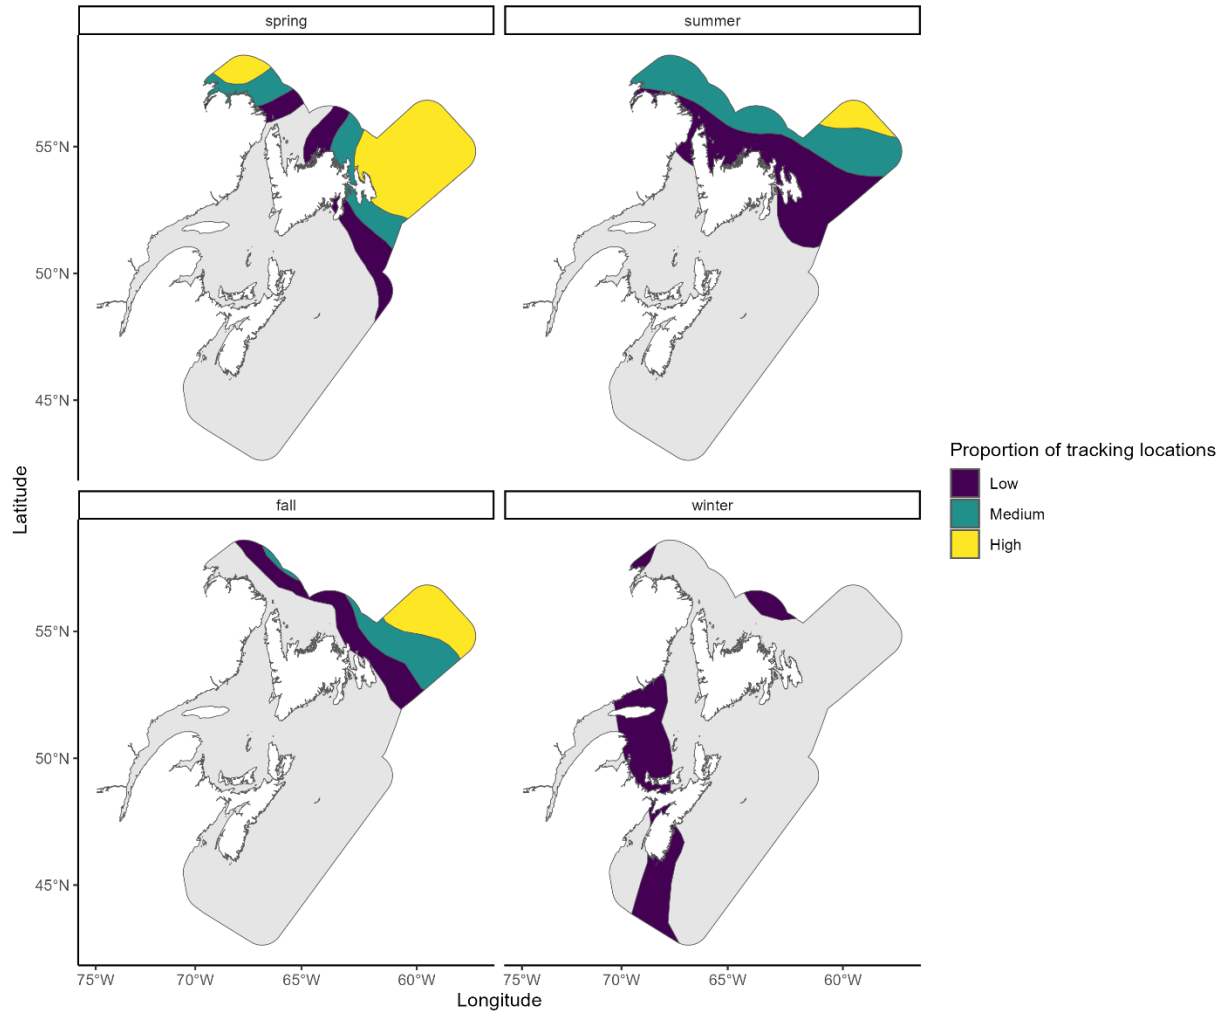 spring
summer
55°N
50°N
45°N
Latitude
fall
winter
55°N
50°N
45°N
75°W
70°W
65°W
60°W
75°W
70°W
65°W
60°W
Longitude
Proportion of tracking locations
Low
Medium
High